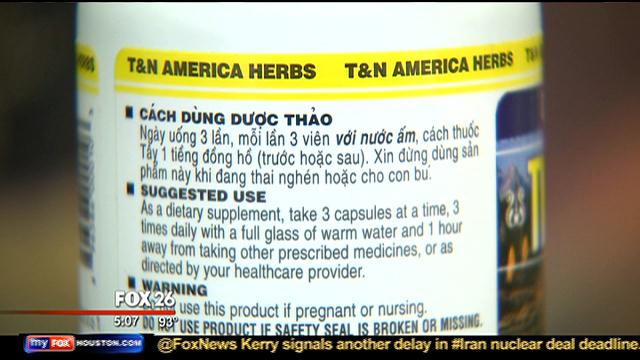 T&N AMERICA HERBS T&N AMERICA HERBS
■ CÁCH DÙNG DƯỢC THẢO
Ngày uống 3 lần, mỗi lần 3 viên với nước ấm, cách thuốc
Tây 1 tiếng đồng hồ (trước hoặc sau). Xin đừng dùng sản
phẩm này khi đang thai nghén hoặc cho con bú.
■ SUGGESTED USE
As a dietary supplement, take 3 capsules at a time, 3
times daily with a full glass of warm water and 1 hour
away from taking other prescribed medicines, or as
directed by your healthcare provider.
■ WARNING
use this product if pregnant or nursing.
DO NOT USE PRODUCT IF SAFETY SEAL IS BROKEN OR MISSING.
FOX 26
5:07 93°
myFOXHOUSTON.COM @FoxNews Kerry signals another delay in #Iran nuclear deal deadline